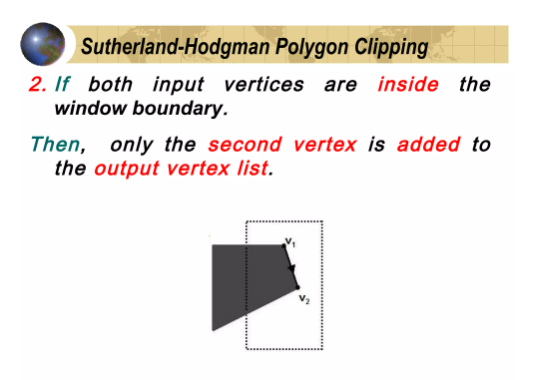 Sutherland-Hodgman Polygon Clipping
2. If both input vertices are inside the
window boundary.
Then, only the second vertex is added to
the output vertex list.
V1
V2